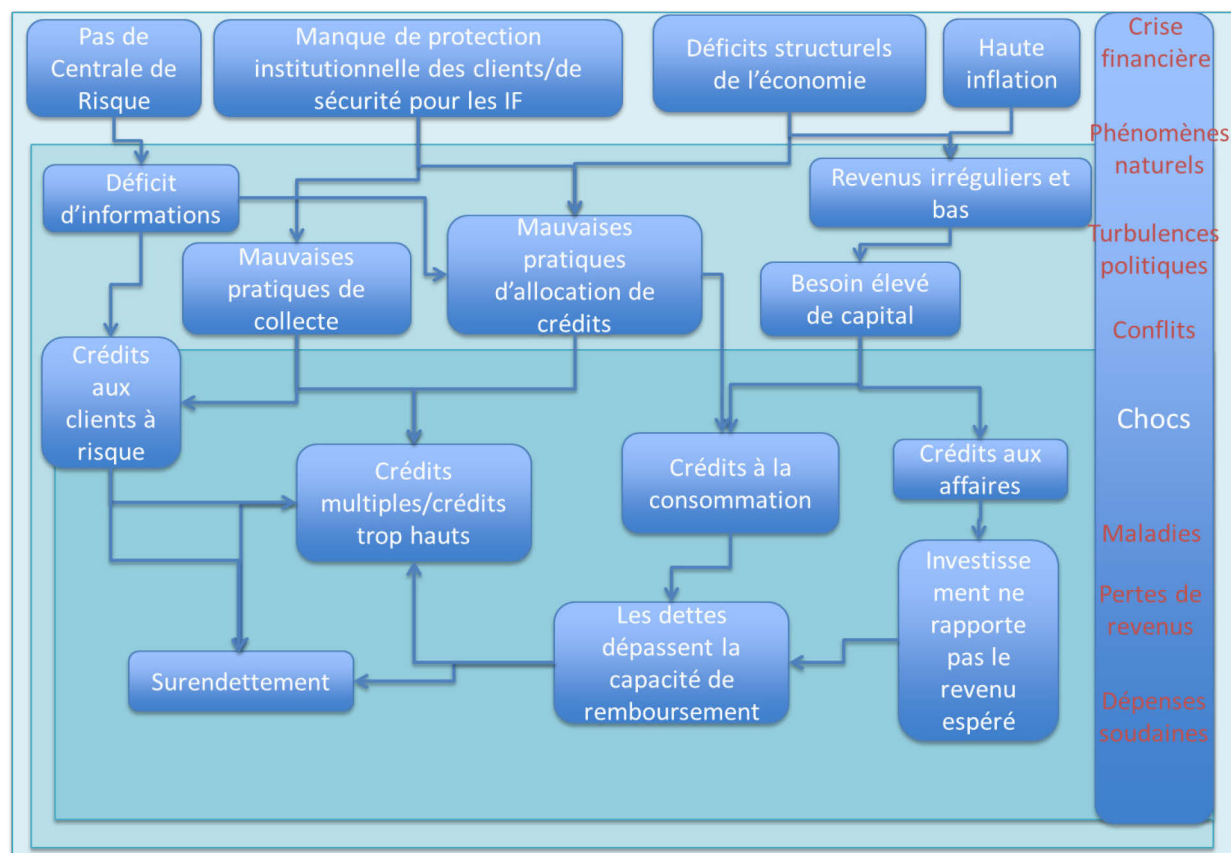 Pas de
Centrale de
Risque
Manque de protection
institutionnelle des clients/de
sécurité pour les IF
Déficits structurels
de l’économie
Haute
inflation
Crise
financière
Phénomènes
naturels
Déficit
d’informations
Revenus irréguliers et
bas
Mauvaises
pratiques de
collecte
Mauvaises
pratiques
d’allocation de
crédits
Besoin élevé
de capital
Turbulences
politiques
Conflits
Crédits
aux
clients à
risque
Chocs
Crédits
multiples/crédits
trop hauts
Crédits à la
consommation
Crédits aux
affaires
Maladies
Investisse
ment ne
rapporte
pas le
revenu
espéré
Pertes de
revenus
Les dettes
dépassent la
capacité de
remboursement
Surendettement
Dépenses
soudaines